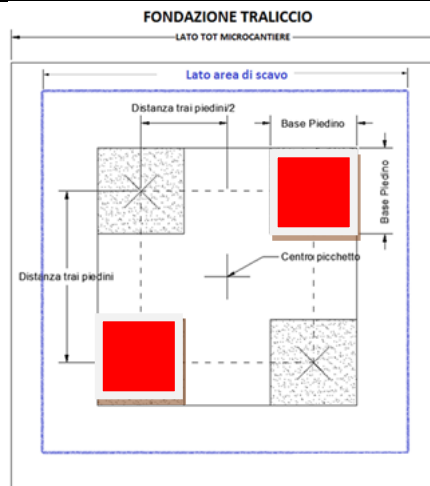 FONDAZIONE TRALICCIO
LATO TOT MICROCANTIERE
Lato area di scavo
Distanza trai piedini/2
Base Piedino
Base Piedino
Centro picchetto
Distanza trai piedini